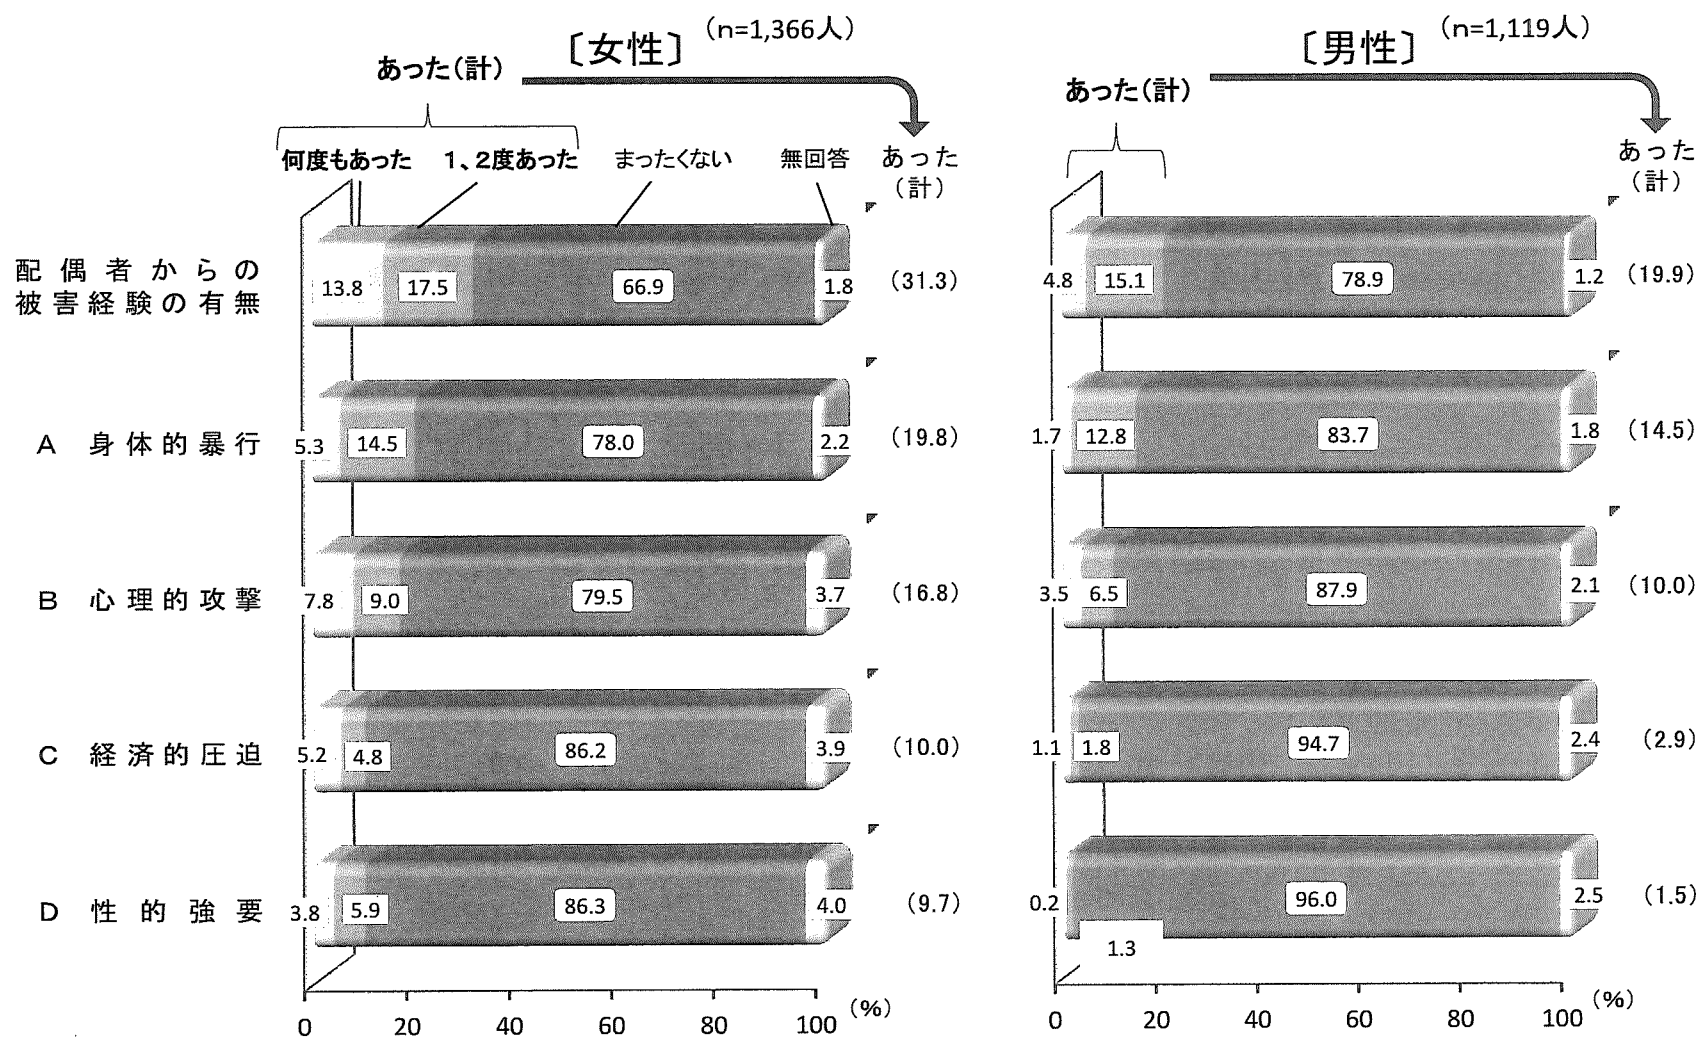 〔女性〕 (n=1,366人)
あった(計)
何度もあった 1、2度あった まったくない 無回答 あった
(計)
配偶者からの
被害経験の有無
13.8 17.5 66.9 1.8 (31.3)
A 身体的暴行 5.3 14.5 78.0 2.2 (19.8)
B 心理的攻撃 7.8 9.0 79.5 3.7 (16.8)
C 経済的圧迫 5.2 4.8 86.2 3.9 (10.0)
D 性的強要 3.8 5.9 86.3 4.0 (9.7)
0 20 40 60 80 100 (%)
〔男性〕 (n=1,119人)
あった(計)
あった
(計)
4.8 15.1 78.9 1.2 (19.9)
1.7 12.8 83.7 1.8 (14.5)
3.5 6.5 87.9 2.1 (10.0)
1.1 1.8 94.7 2.4 (2.9)
0.2 96.0 2.5 (1.5)
1.3
0 20 40 60 80 100 (%)